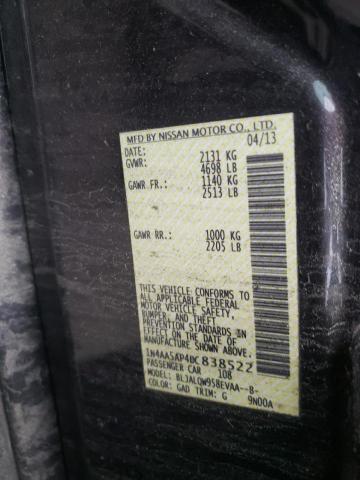 MFD BY NISSAN MOTOR CO., LTD.
DATE: 04/13
GVWR: 2131 KG
4698 LB
GAWR FR.: 1140 KG
2513 LB
GAWR RR.: 1000 KG
2205 LB
THIS VEHICLE CONFORMS TO
ALL APPLICABLE FEDERAL
MOTOR VEHICLE SAFETY,
BUMPER, AND THEFT
PREVENTION STANDARDS IN
EFFECT ON THE DATE OF
MANUFACTURE SHOWN ABOVE.
1N4AA5AP4DC838522
PASSENGER CAR 108
MODEL: BLJALQW958EVAA--8-
COLOR: GAD TRIM: G 9N00A